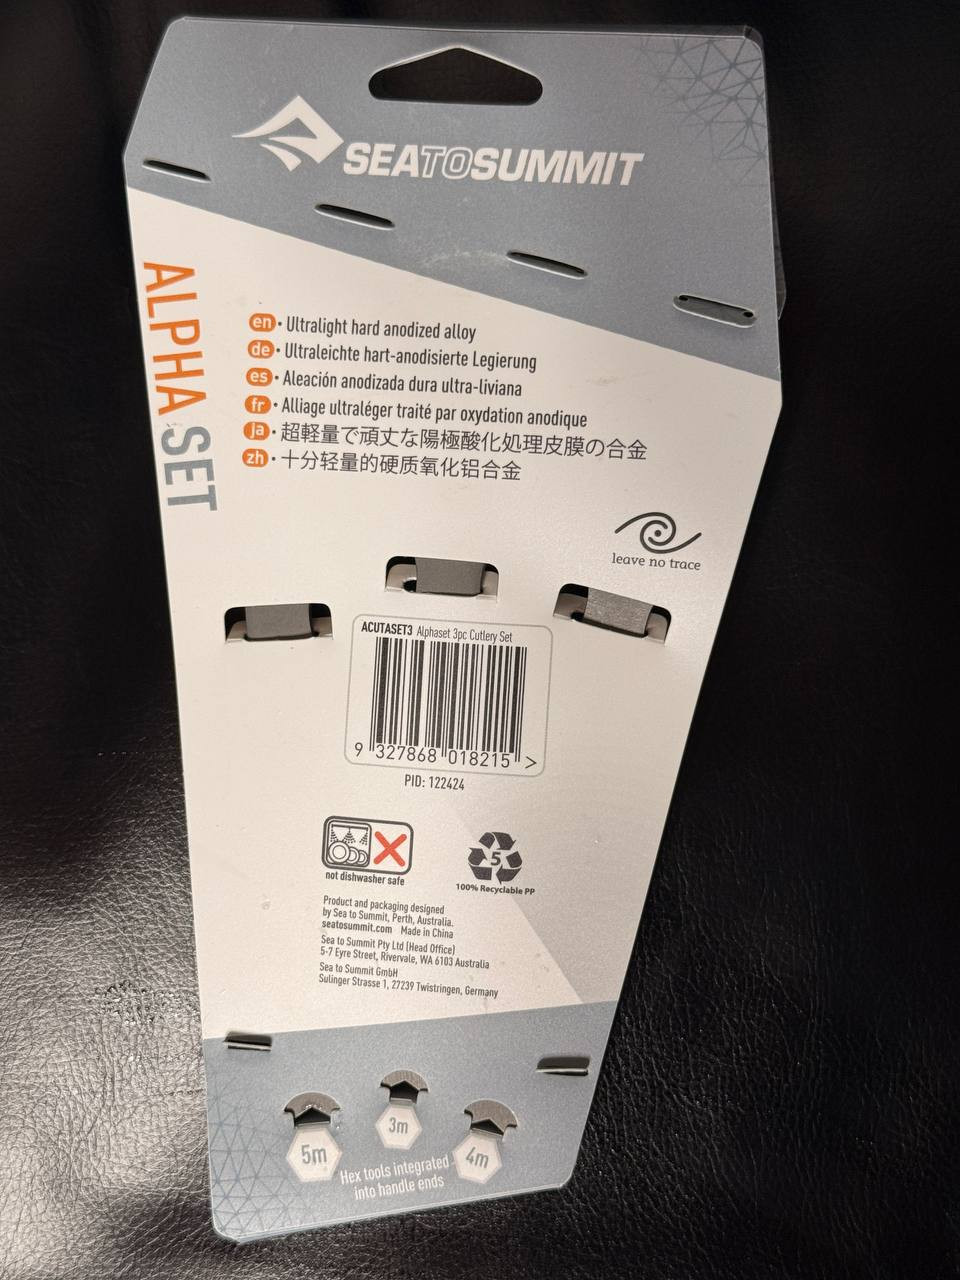 SEATOSUMMIT
ALPHA SET
en • Ultralight hard anodized alloy
de • Ultraleichte hart-anodisierte Legierung
es • Aleación anodizada dura ultra-liviana
fr • Alliage ultraléger traité par oxydation anodique
ja • 超軽量で頑丈な陽極酸化処理皮膜の合金
zh • 十分轻量的硬质氧化铝合金
leave no trace
ACUTASET3 Alphaset 3pc Cutlery Set
9 327868 018215 >
PID: 122424
not dishwasher safe
5
100% Recyclable PP
Product and packaging designed
by Sea to Summit, Perth, Australia.
seatosummit.com Made in China
Sea to Summit Pty Ltd (Head Office)
5-7 Eyre Street, Rivervale, WA 6103 Australia
Sea to Summit GmbH
Sulinger Strasse 1, 27239 Twistringen, Germany
5m
3m
4m
Hex tools integrated
into handle ends